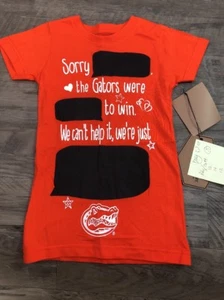 Sorry
the Gators were
to win.
We can't help it, we're just